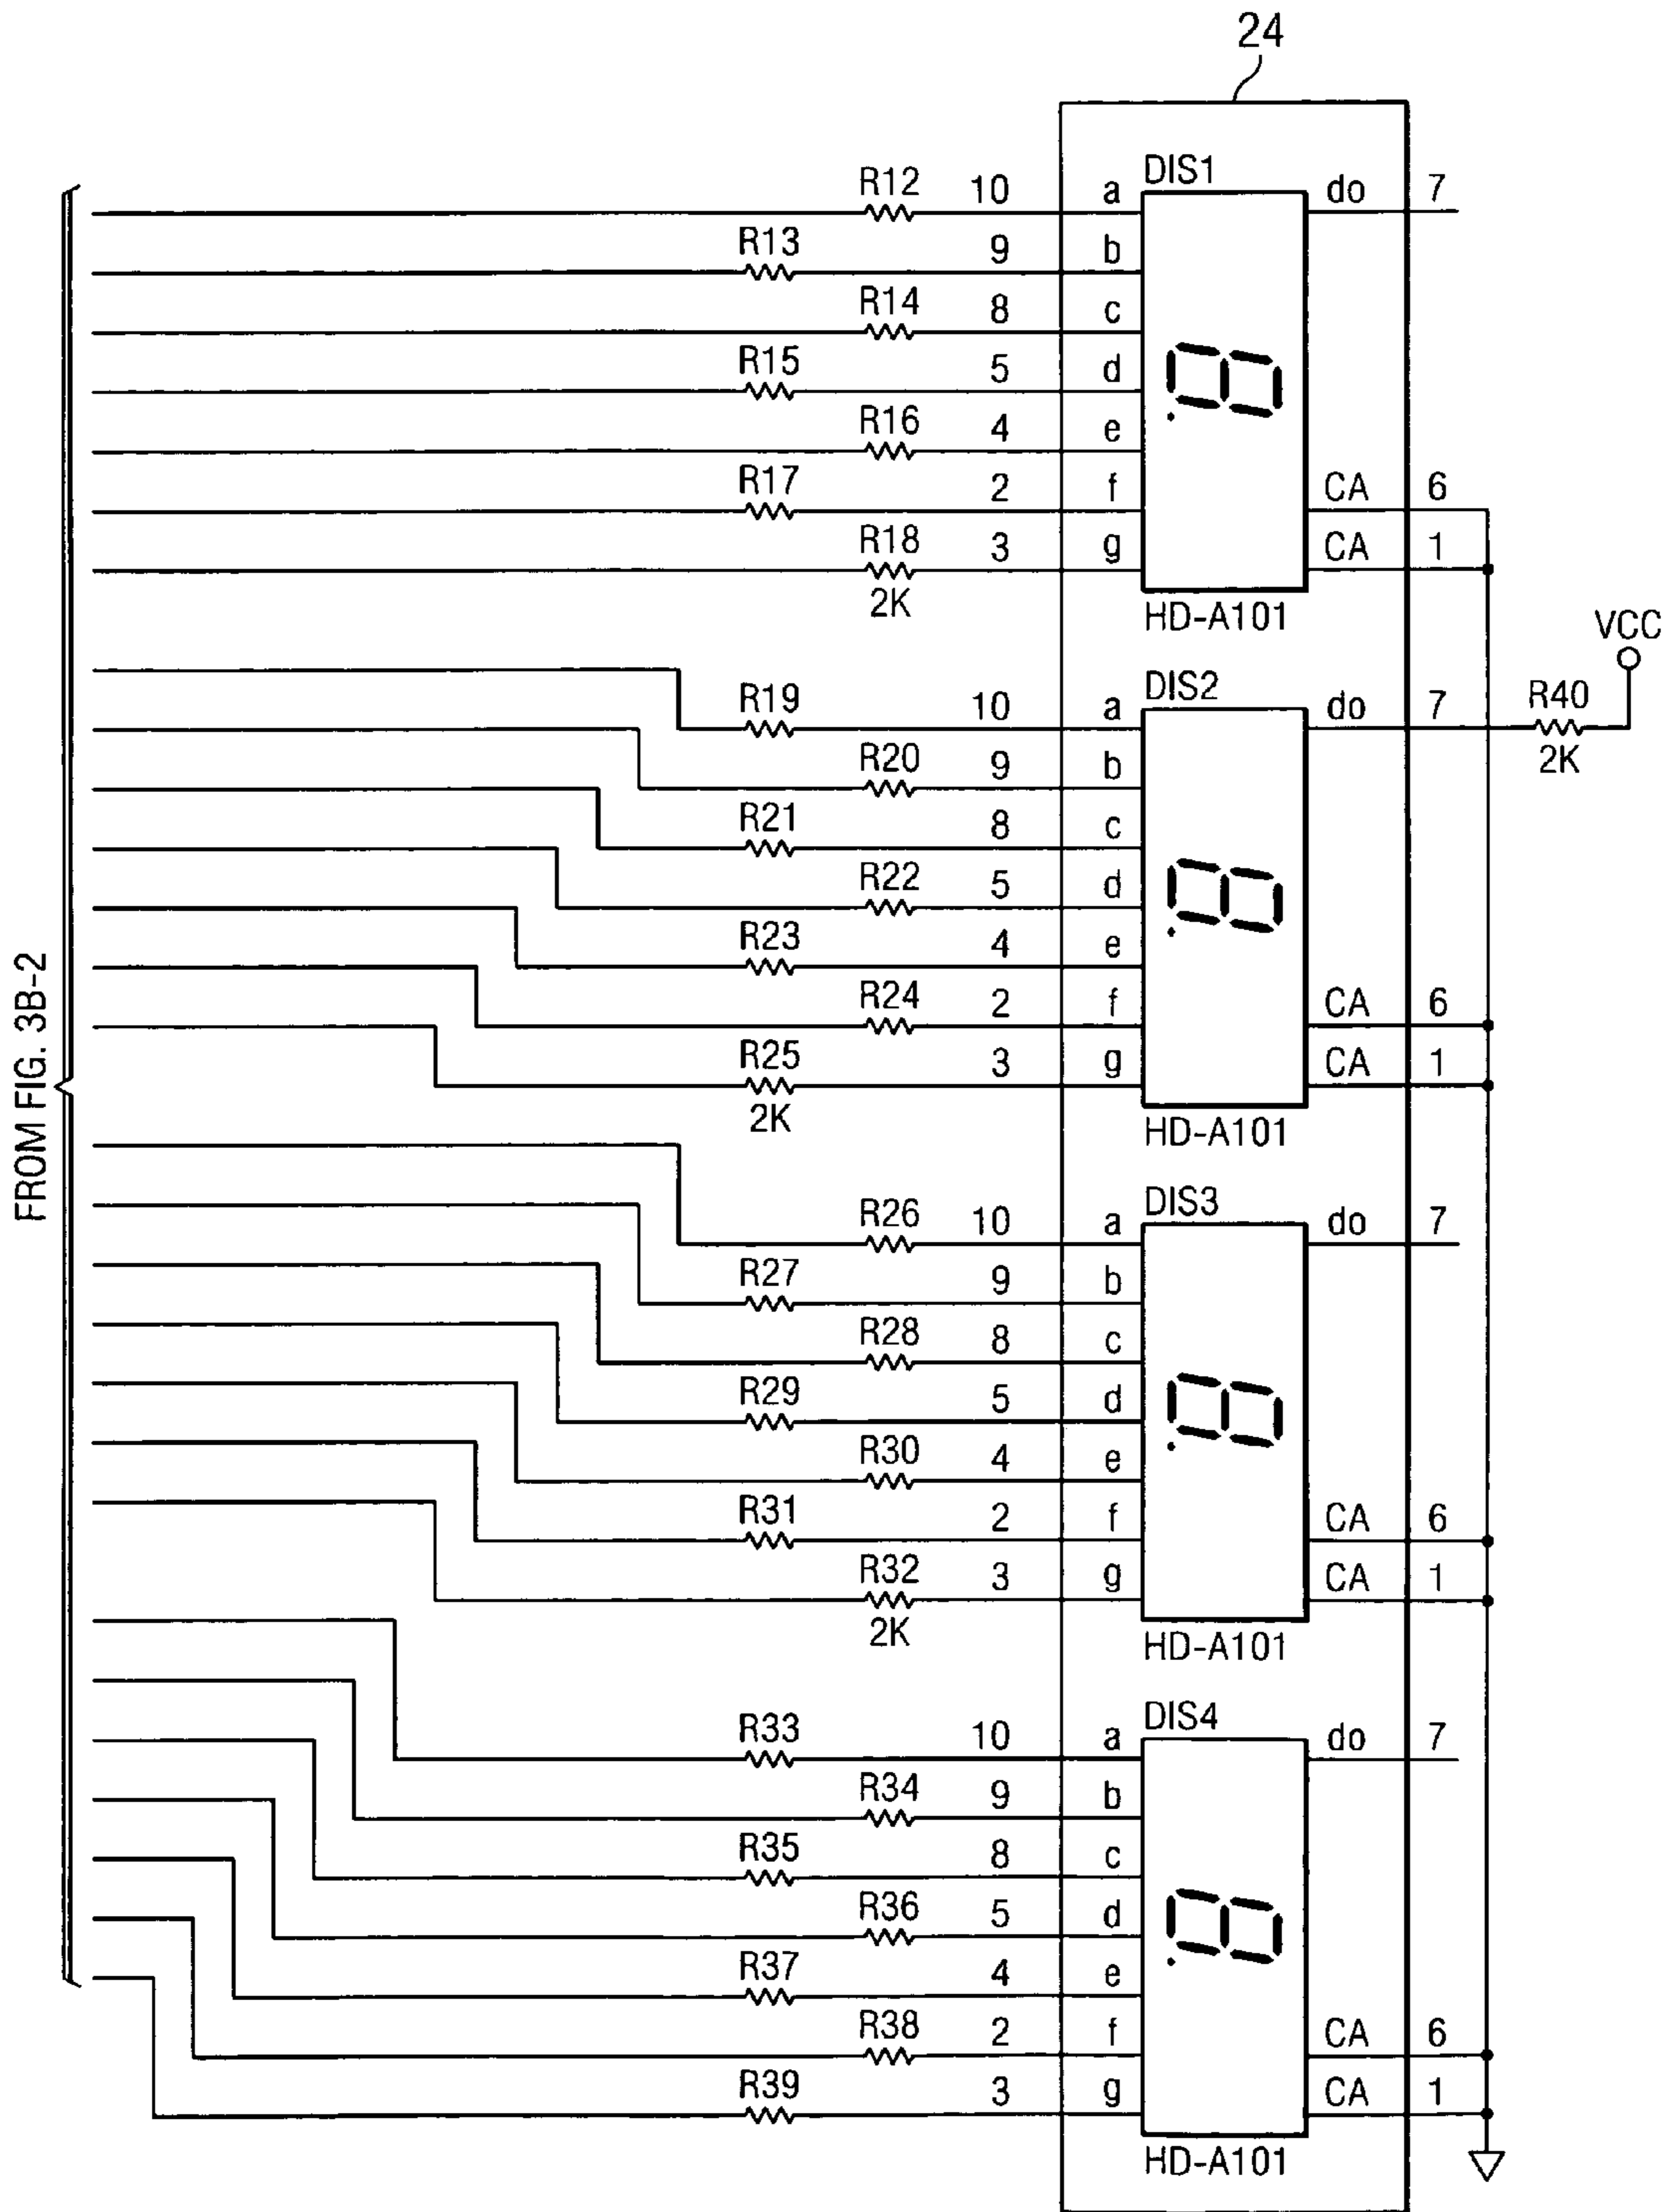 24
DIS1
R12 10 a do 7
R13 9 b
R14 8 c
R15 5 d
R16 4 e
R17 2 f CA 6
R18 3 g CA 1
2K
HD-A101
VCC
DIS2
R19 10 a do 7 R40
2K
R20 9 b
R21 8 c
R22 5 d
R23 4 e
R24 2 f CA 6
R25 3 g CA 1
2K
HD-A101
FROM FIG. 3B-2
DIS3
R26 10 a do 7
R27 9 b
R28 8 c
R29 5 d
R30 4 e
R31 2 f CA 6
R32 3 g CA 1
2K
HD-A101
DIS4
R33 10 a do 7
R34 9 b
R35 8 c
R36 5 d
R37 4 e
R38 2 f CA 6
R39 3 g CA 1
HD-A101